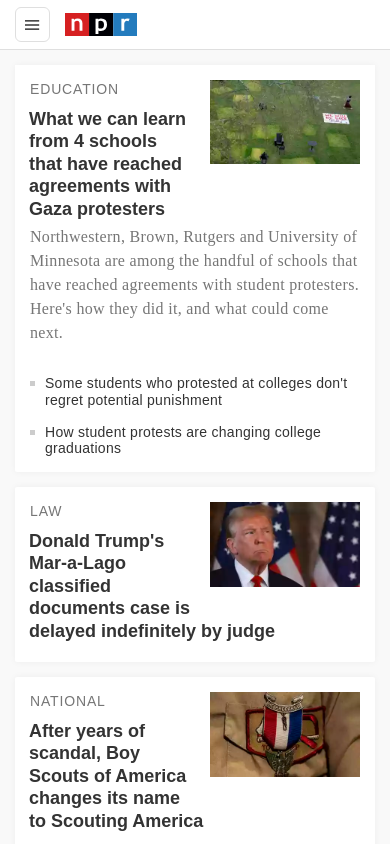 npr
EDUCATION
What we can learn
from 4 schools
that have reached
agreements with
Gaza protesters
Northwestern, Brown, Rutgers and University of
Minnesota are among the handful of schools that
have reached agreements with student protesters.
Here's how they did it, and what could come
next.
Some students who protested at colleges don't
regret potential punishment
How student protests are changing college
graduations
LAW
Donald Trump's
Mar-a-Lago
classified
documents case is
delayed indefinitely by judge
NATIONAL
After years of
scandal, Boy
Scouts of America
changes its name
to Scouting America